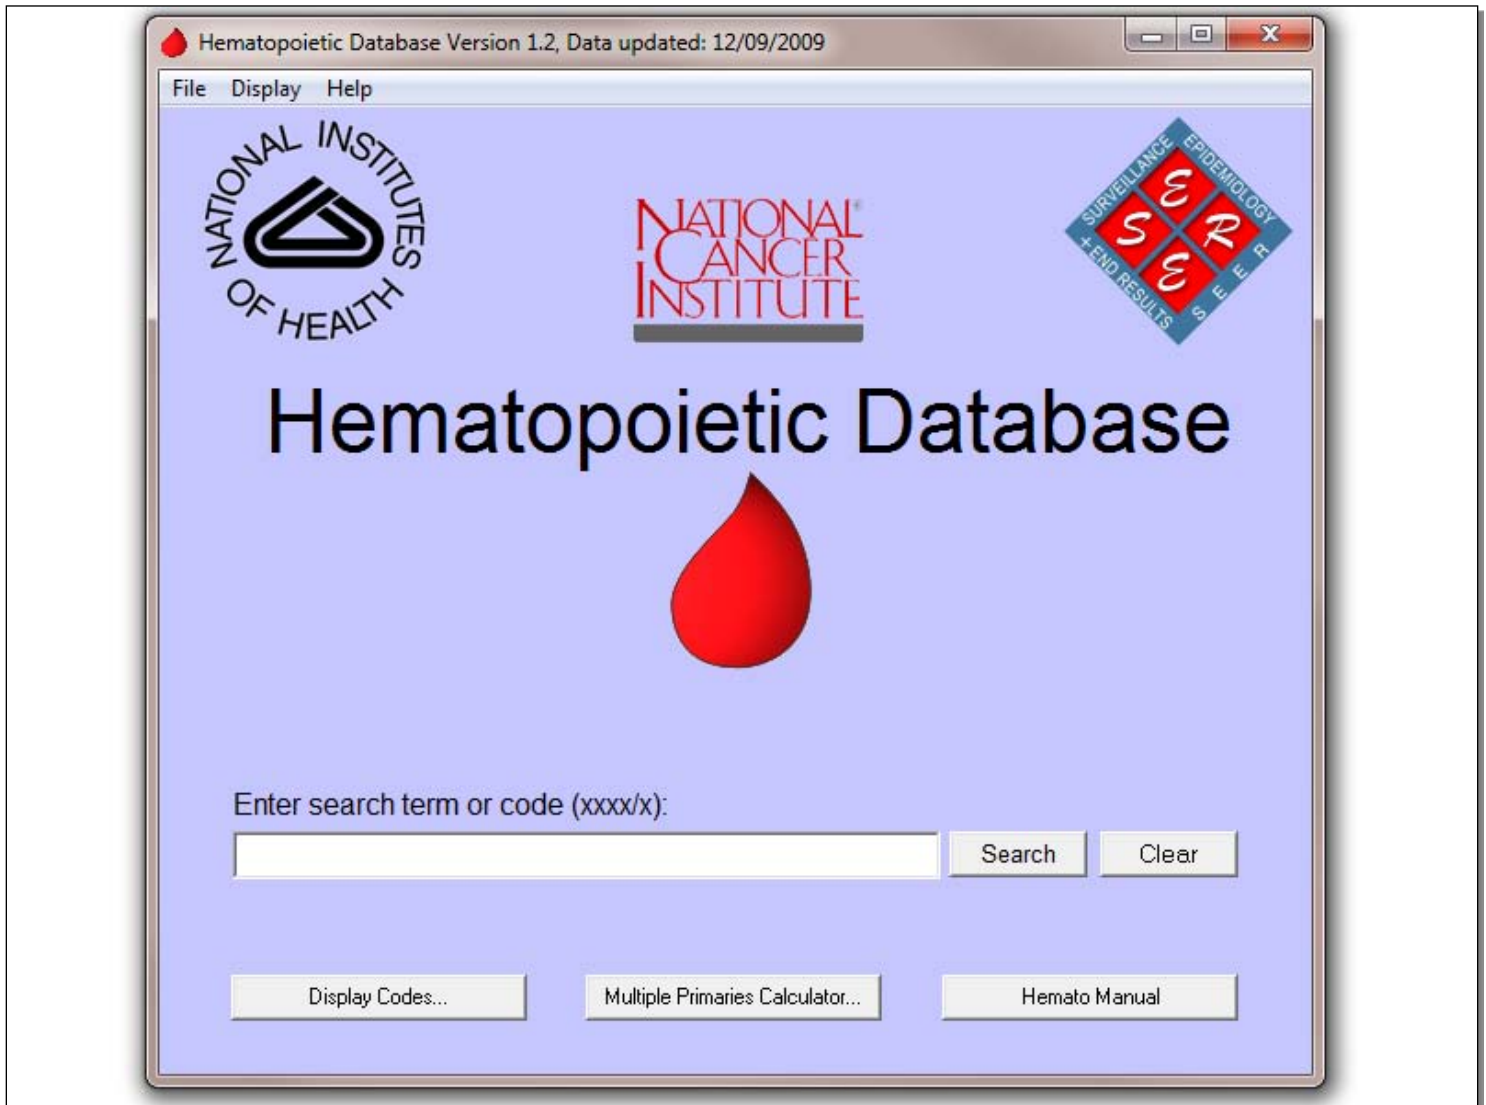 Hematopoietic Database Version 1.2, Data updated: 12/09/2009
File Display Help
NATIONAL INSTITUTES OF HEALTH
NATIONAL
CANCER
INSTITUTE
SURVEILLANCE
EPIDEMIOLOGY
+ END RESULTS
SEER
S E R E
Hematopoietic Database
Enter search term or code (xxxx/x):
Search Clear
Display Codes... Multiple Primaries Calculator... Hemato Manual